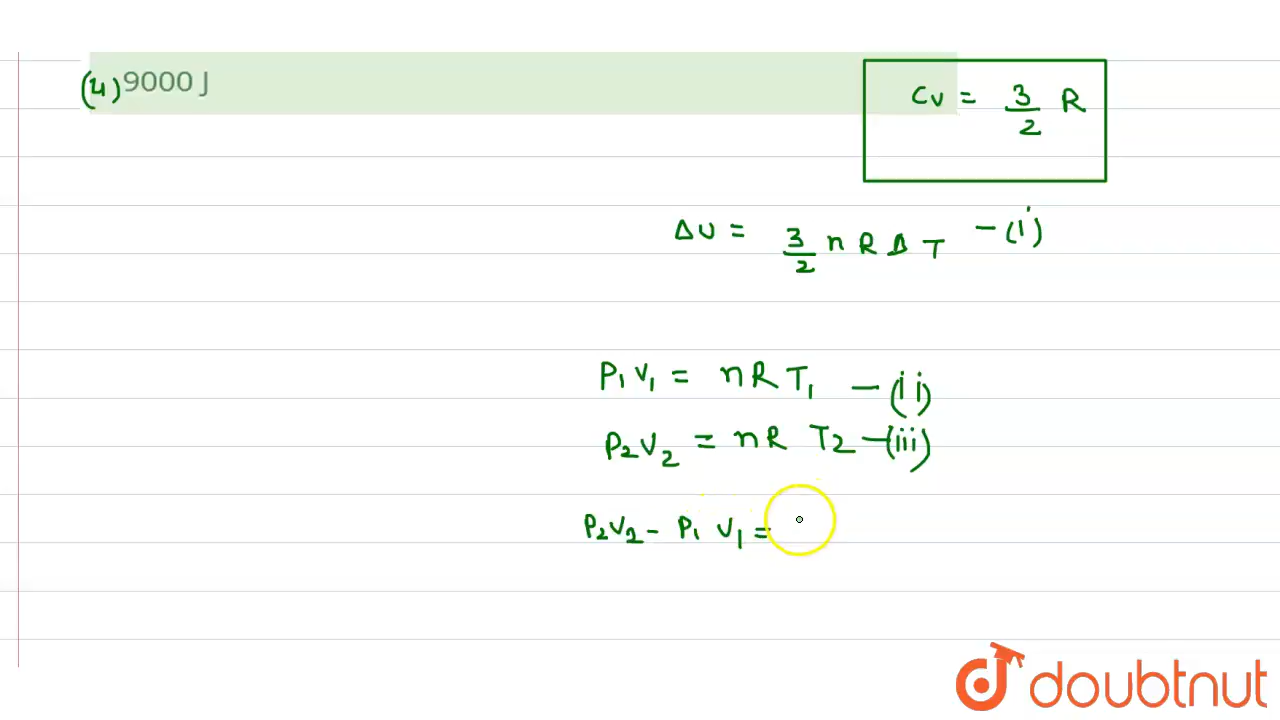 (4) 9000 J
Cv = 3/2 R
ΔU = 3/2 n R Δ T - (i)
P₁V₁ = nRT₁ - (ii)
P₂V₂ = nR T₂ - (iii)
P₂V₂ - P₁ V₁ =
doubtnut